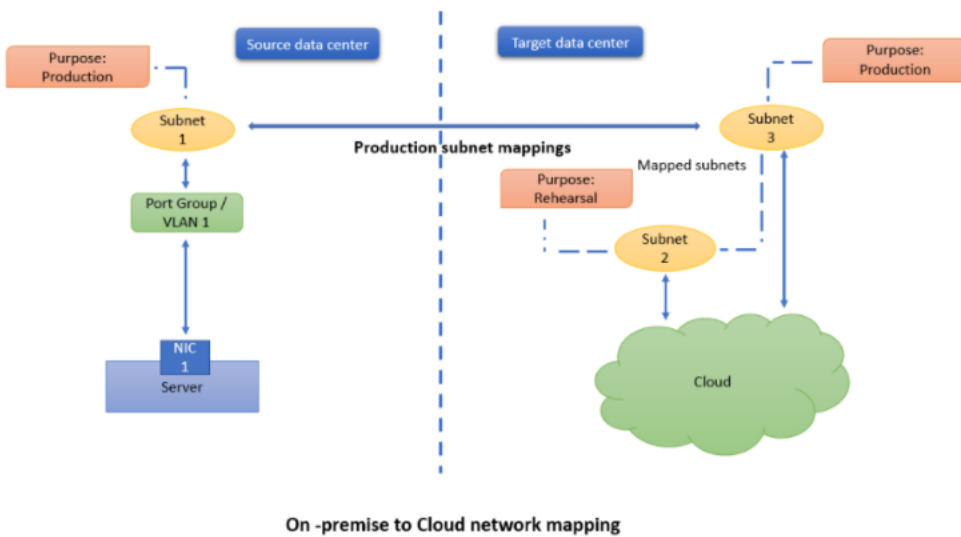 Source data center
Target data center
Purpose:
Production
Purpose:
Production
Subnet
1
Subnet
3
Production subnet mappings
Mapped subnets
Purpose:
Rehearsal
Port Group /
VLAN 1
Subnet
2
NIC
1
Server
Cloud
On -premise to Cloud network mapping